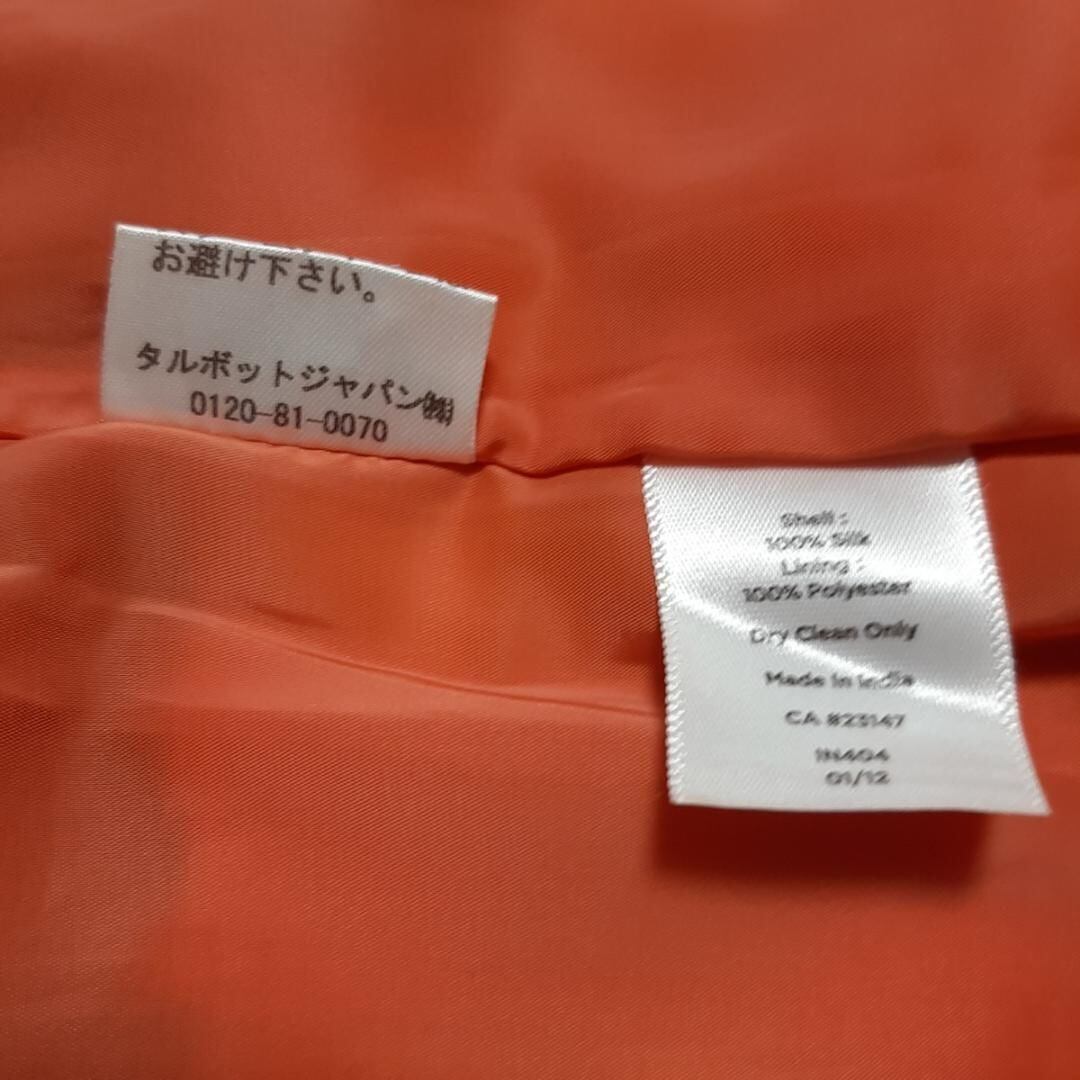 お避け下さい。
タルボットジャパン㈱
0120-81-0070
Shell :
100% Silk
Lining :
100% Polyester
Dry Clean Only
Made in India
CA 823147
IN404
01/12